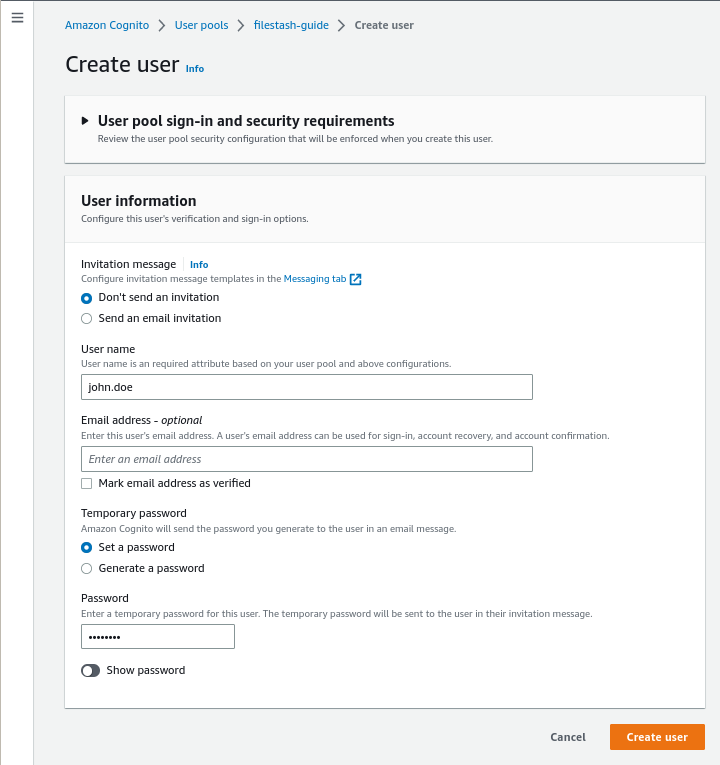 Amazon Cognito > User pools > filestash-guide > Create user
Create user Info
User pool sign-in and security requirements
Review the user pool security configuration that will be enforced when you create this user.
User information
Configure this user's verification and sign-in options.
Invitation message Info
Configure invitation message templates in the Messaging tab
Don't send an invitation
Send an email invitation
User name
User name is an required attribute based on your user pool and above configurations.
john.doe
Email address - optional
Enter this user's email address. A user's email address can be used for sign-in, account recovery, and account confirmation.
Enter an email address
Mark email address as verified
Temporary password
Amazon Cognito will send the password you generate to the user in an email message.
Set a password
Generate a password
Password
Enter a temporary password for this user. The temporary password will be sent to the user in their invitation message.
••••••••
Show password
Cancel Create user